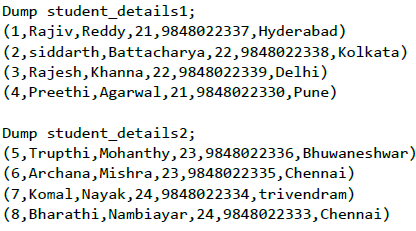 Dump student_details1;
(1,Rajiv,Reddy,21,9848022337,Hyderabad)
(2,siddarth,Battacharya,22,9848022338,Kolkata)
(3,Rajesh,Khanna,22,9848022339,Delhi)
(4,Preethi,Agarwal,21,9848022330,Pune)
Dump student_details2;
(5,Trupthi,Mohanthy,23,9848022336,Bhuwaneshwar)
(6,Archana,Mishra,23,9848022335,Chennai)
(7,Komal,Nayak,24,9848022334,trivendram)
(8,Bharathi,Nambiayar,24,9848022333,Chennai)